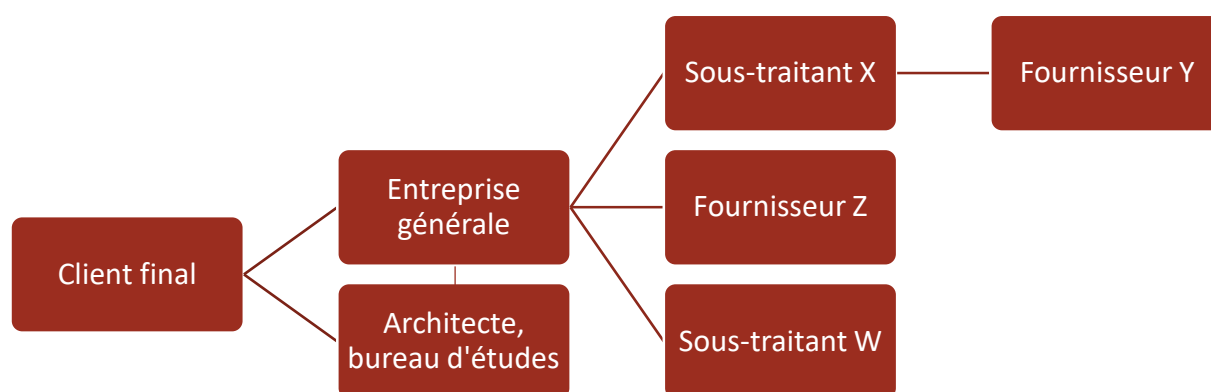 Client final
Entreprise
générale
Architecte,
bureau d'études
Sous-traitant X
Fournisseur Y
Fournisseur Z
Sous-traitant W